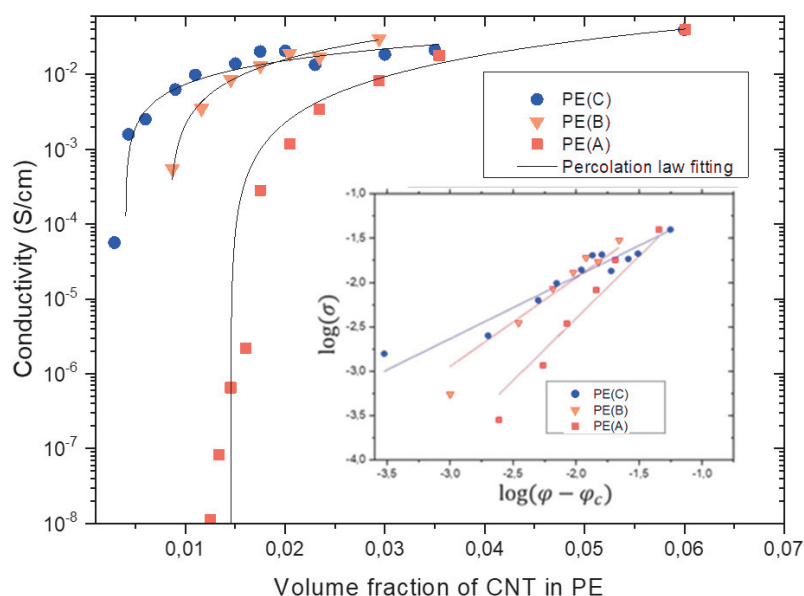 10⁻²
10⁻³
10⁻⁴
10⁻⁵
10⁻⁶
10⁻⁷
10⁻⁸
Conductivity (S/cm)
PE(C)
PE(B)
PE(A)
Percolation law fitting
-1,0
-1,5
-2,0
-2,5
-3,0
-3,5
-4,0
log(σ)
PE(C)
PE(B)
PE(A)
-3,5 -3,0 -2,5 -2,0 -1,5 -1,0
log(φ − φc)
0,01 0,02 0,03 0,04 0,05 0,06 0,07
Volume fraction of CNT in PE